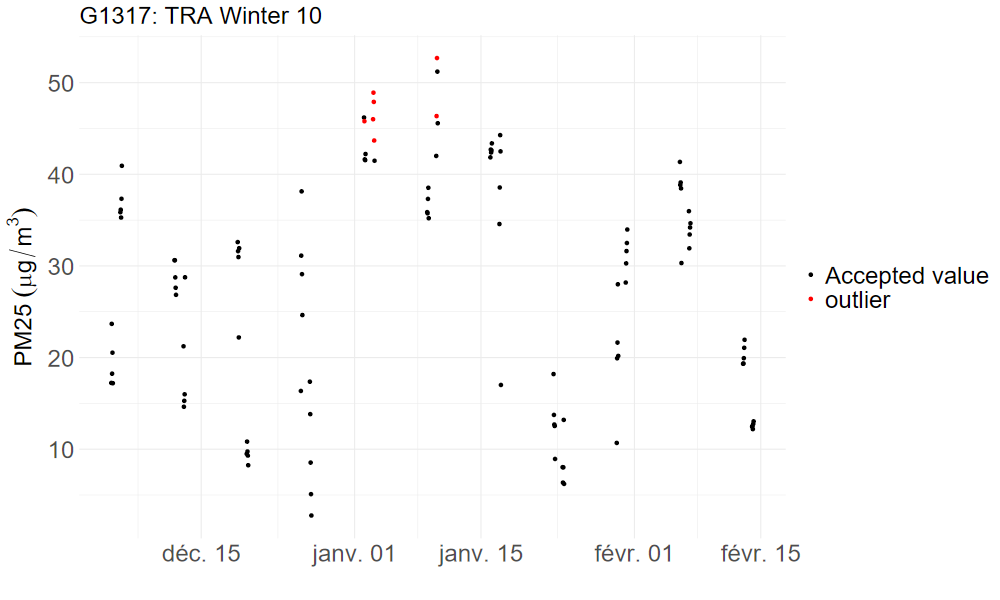 G1317: TRA Winter 10
PM25 (μg/m³)
50
40
30
20
10
déc. 15
janv. 01
janv. 15
févr. 01
févr. 15
Accepted value
outlier